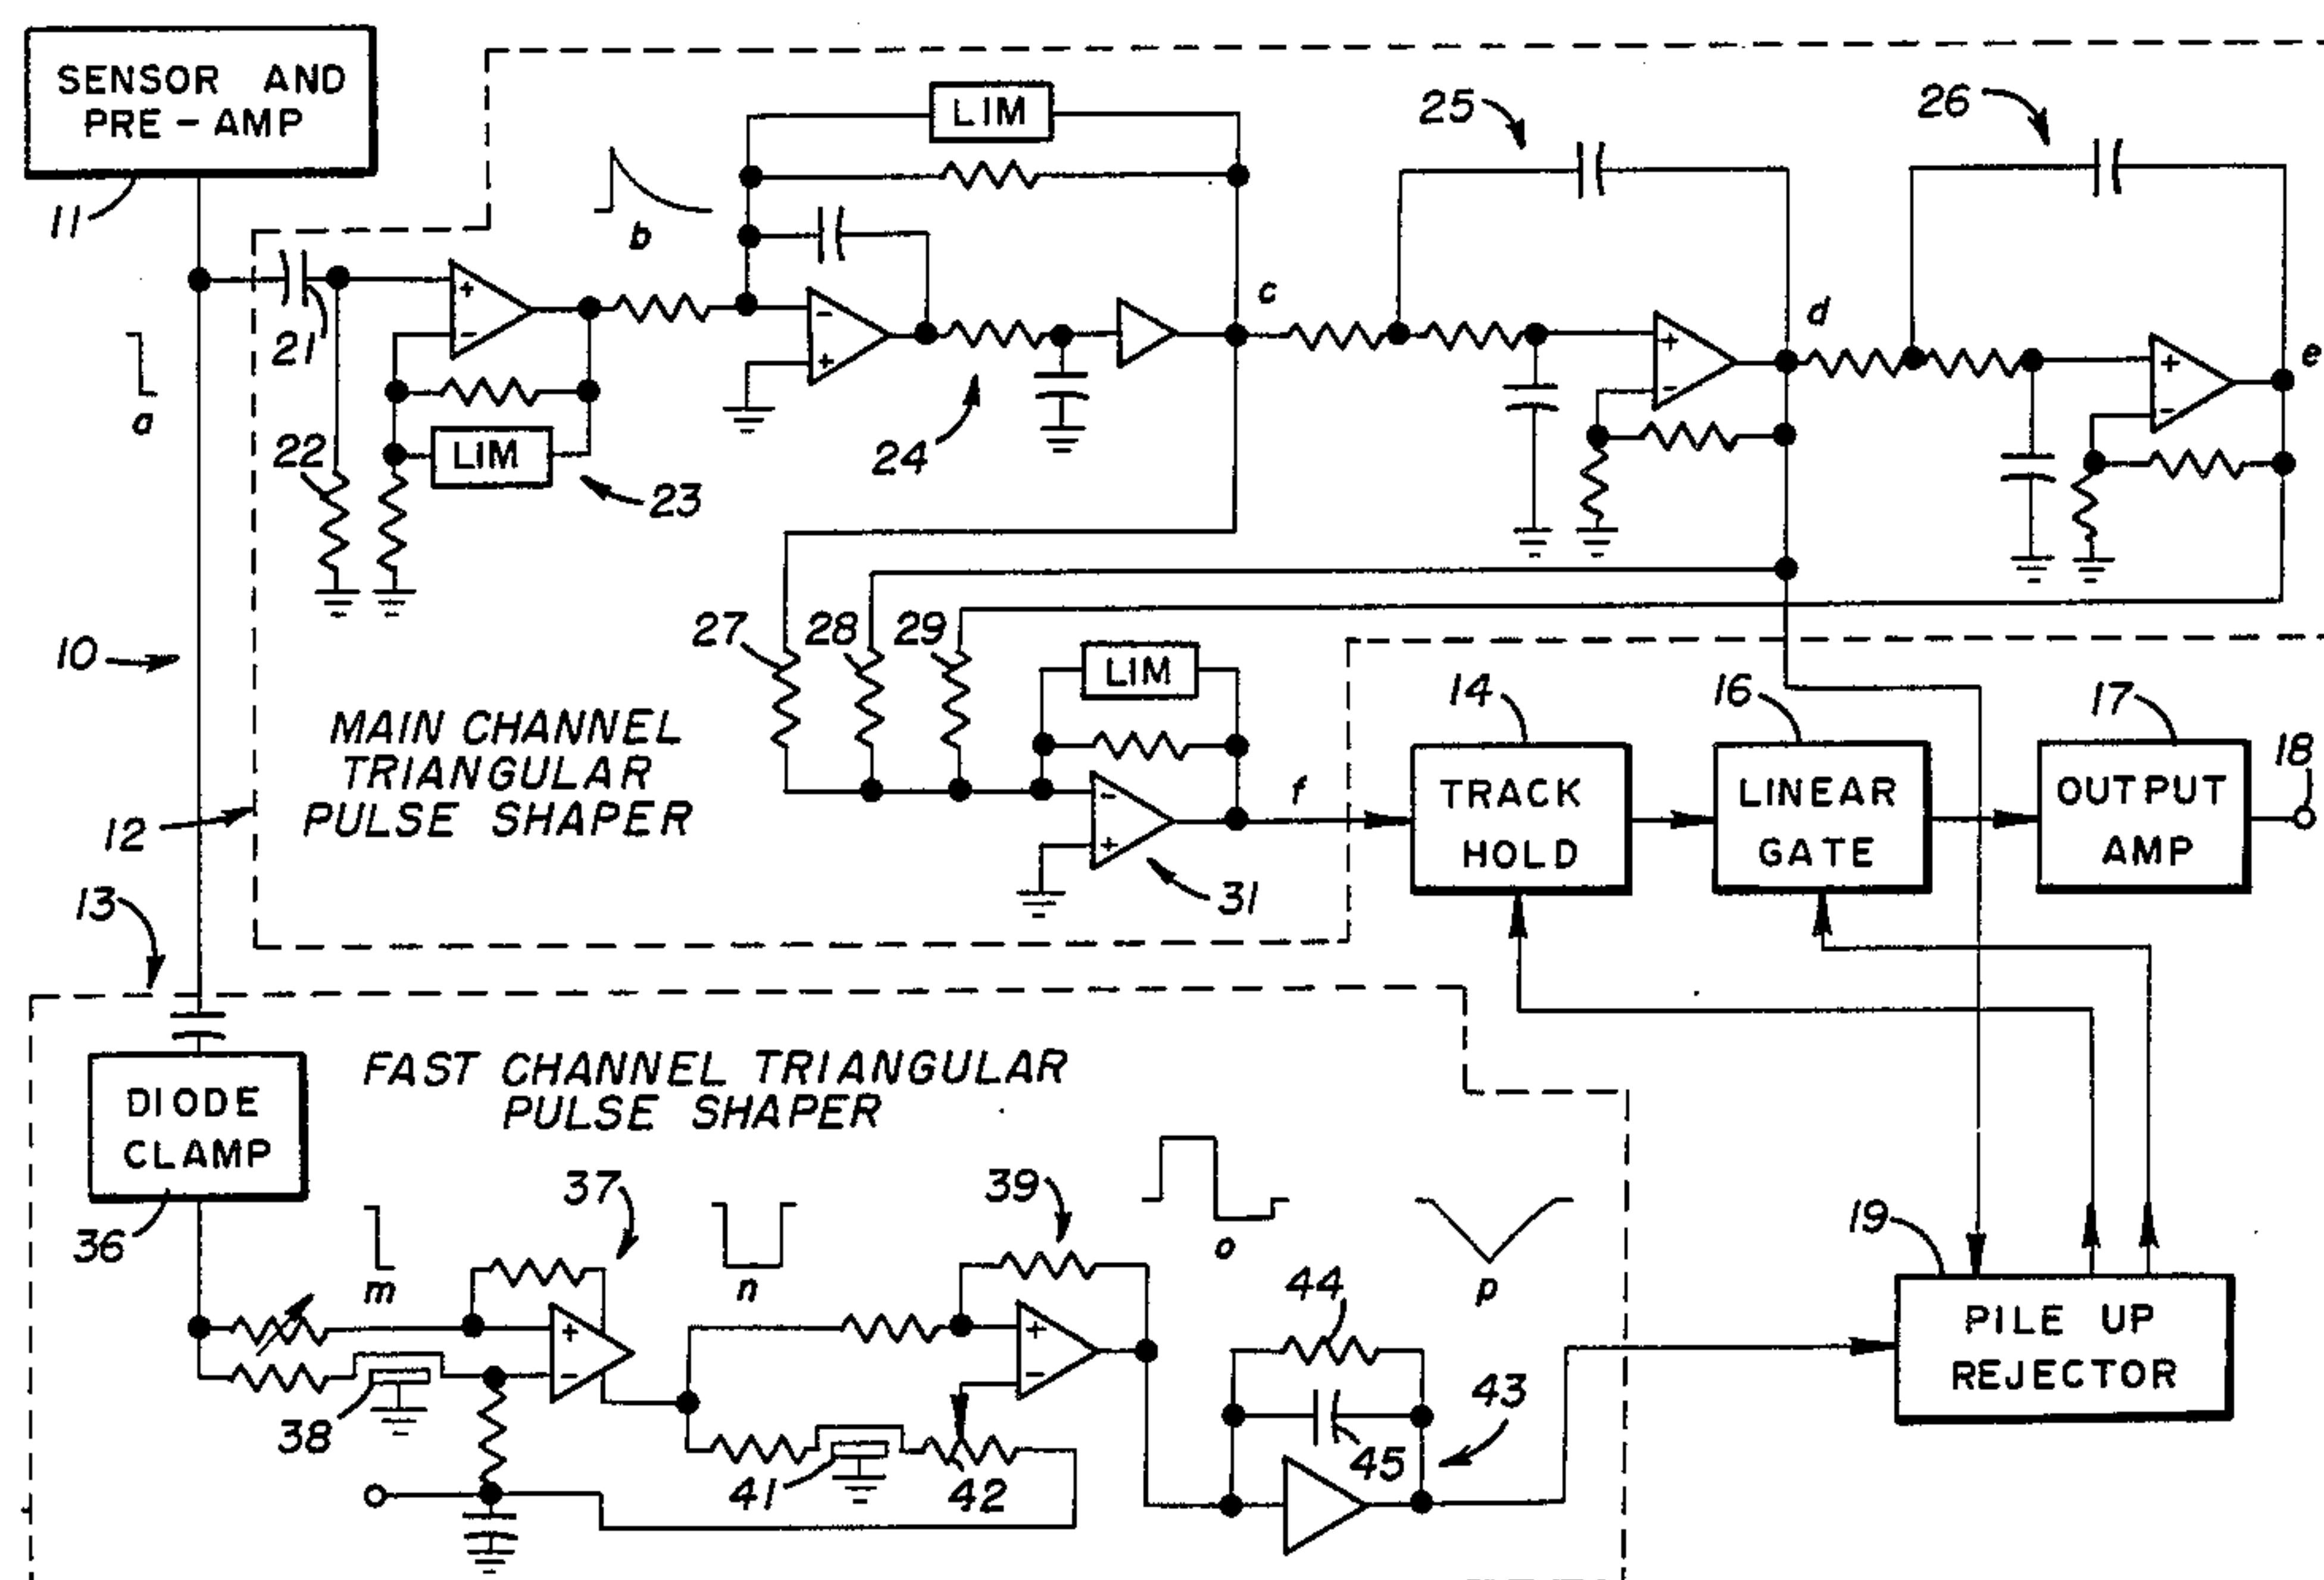 SENSOR AND
PRE-AMP
11
LIM
25
26
b
21
+
-
-
+
c
+
-
d
+
-
e
a
22
LIM
23
24
10
27
28
29
LIM
14
16
17
18
MAIN CHANNEL
TRIANGULAR
PULSE SHAPER
12
-
+
f
31
TRACK
HOLD
LINEAR
GATE
OUTPUT
AMP
13
DIODE
CLAMP
36
FAST CHANNEL TRIANGULAR
PULSE SHAPER
m
37
n
39
o
p
19
+
-
38
+
-
41
42
44
45
43
PILE UP
REJECTOR